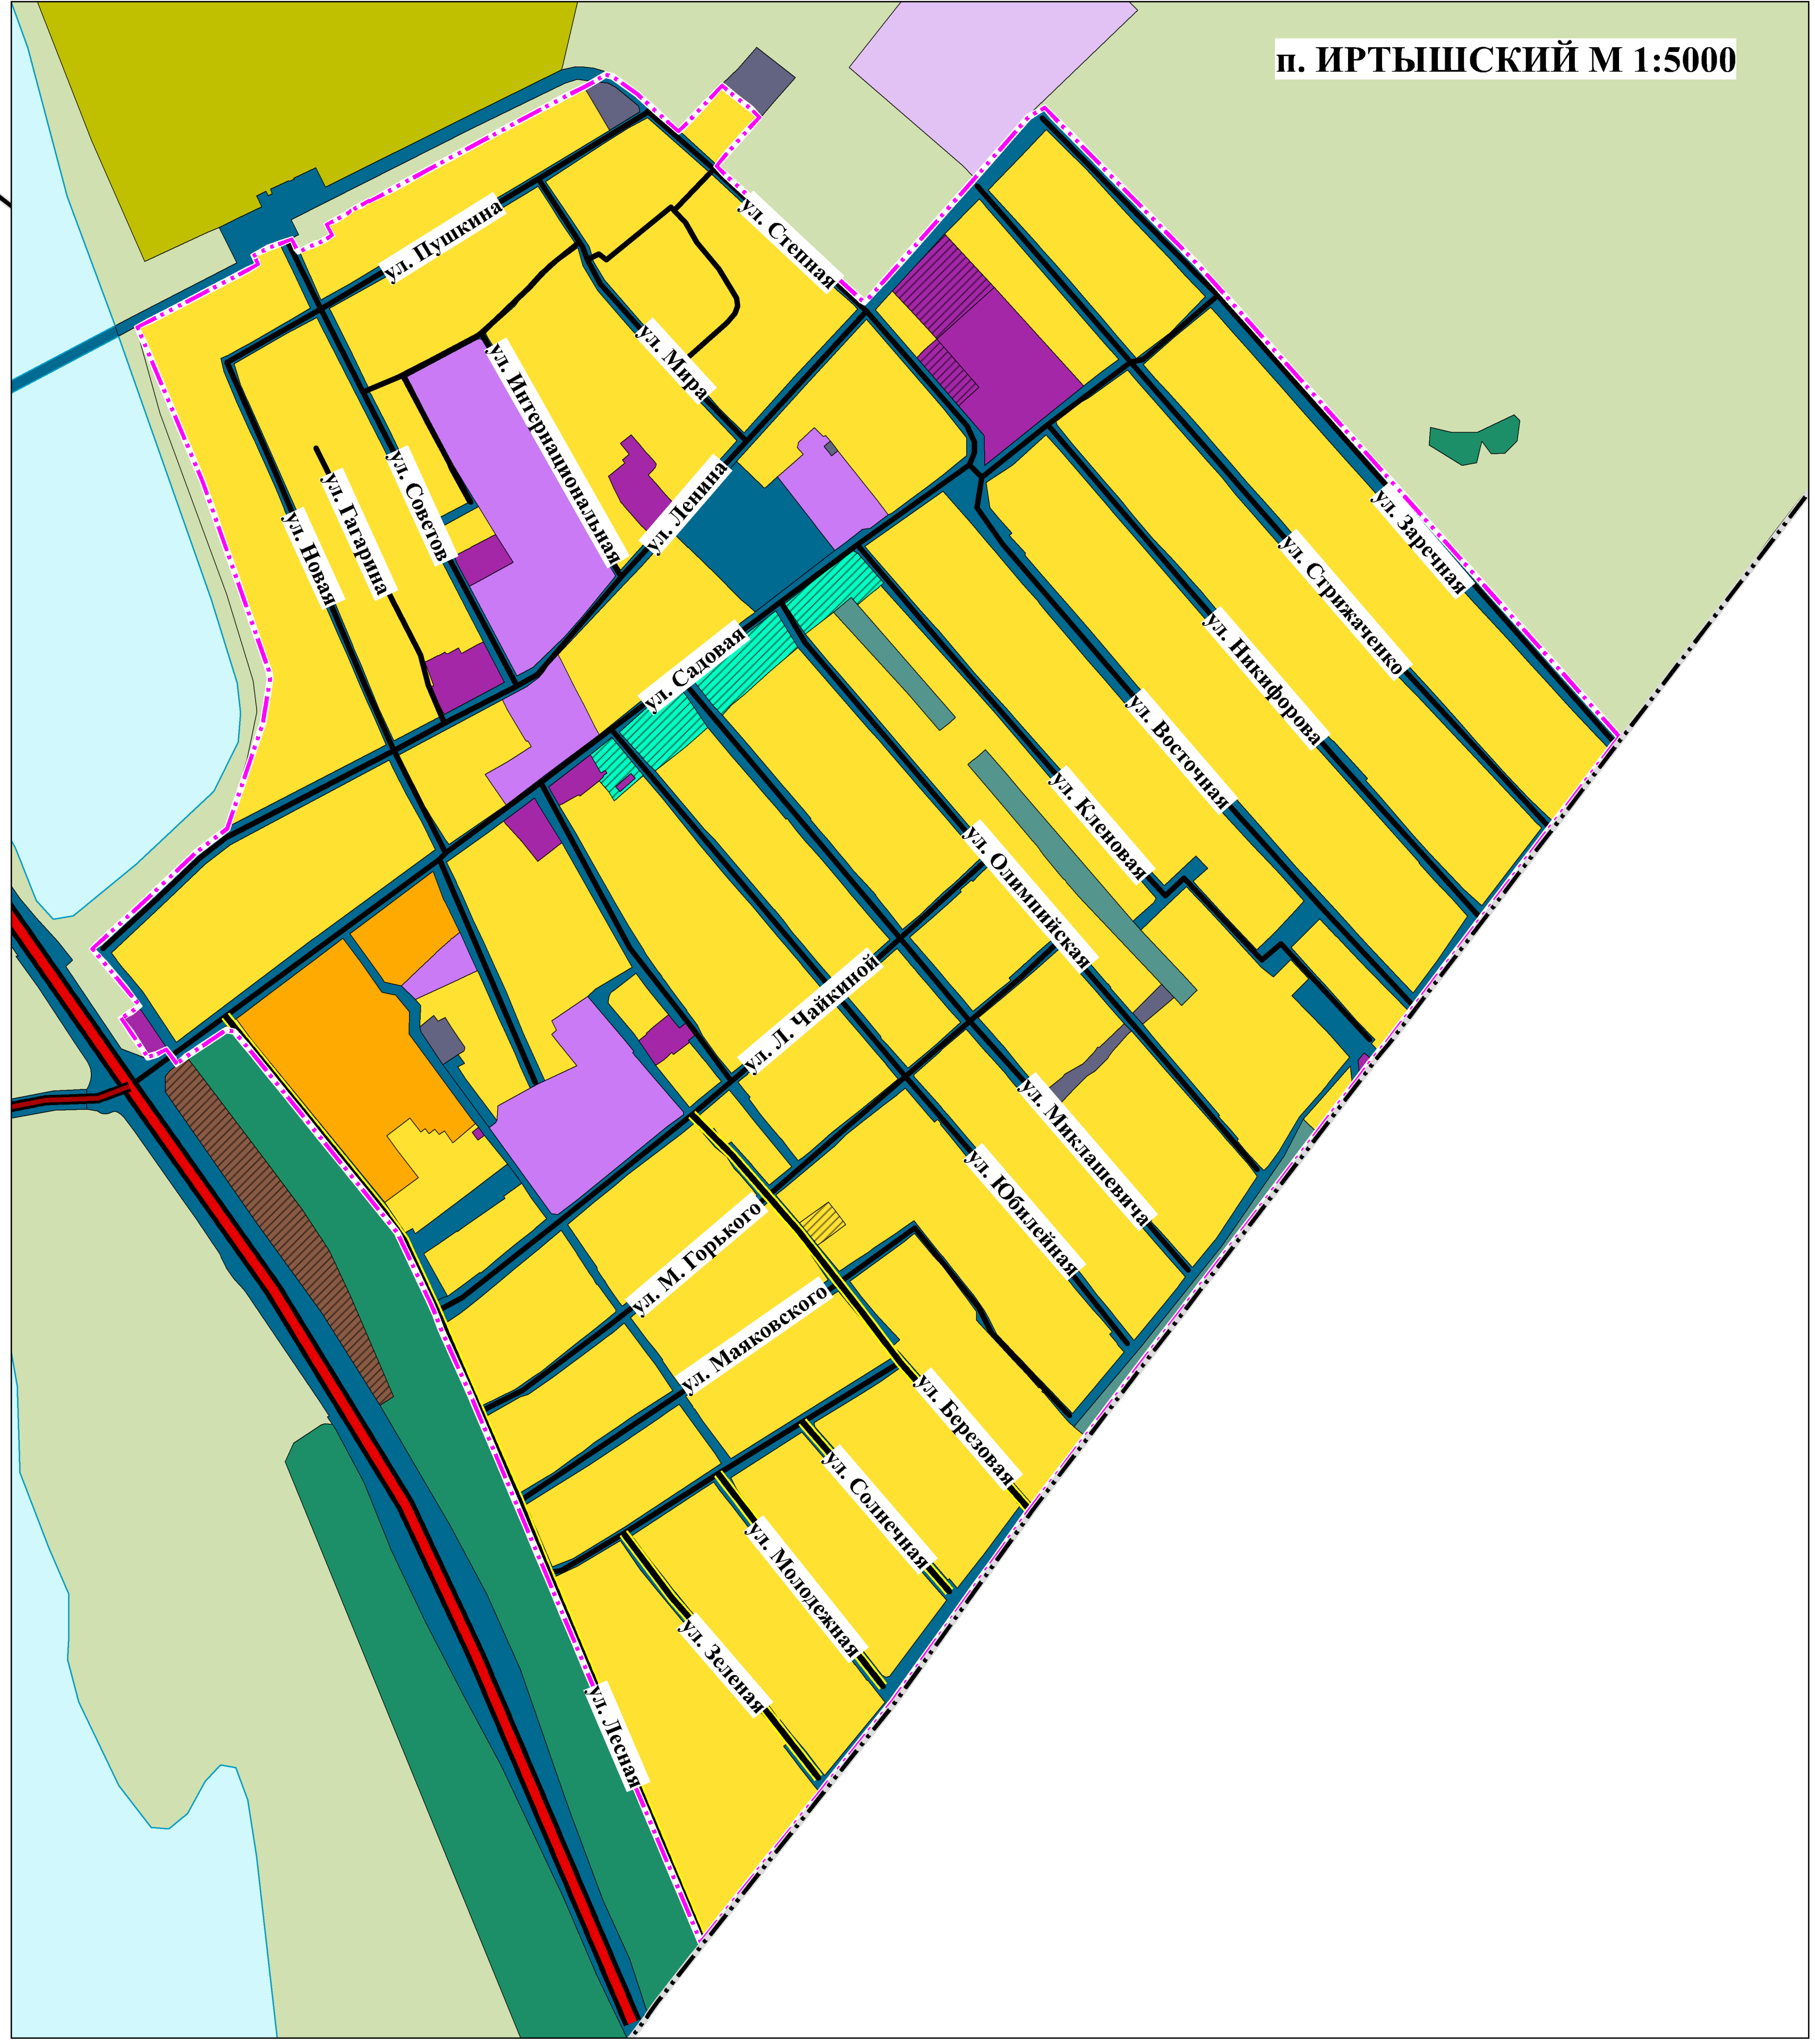 п. ИРТЫШСКИЙ М 1:5000
ул. Пушкина
ул. Степная
ул. Мира
ул. Интернациональная
ул. Советов
ул. Гагарина
ул. Новая
ул. Ленина
ул. Заречная
ул. Стрижаченко
ул. Никифорова
ул. Садовая
ул. Восточная
ул. Кленовая
ул. Олимпийская
ул. Л. Чайкиной
ул. Миклашевича
ул. Юбилейная
ул. М. Горького
ул. Маяковского
ул. Березовая
ул. Солнечная
ул. Молодежная
ул. Зеленая
ул. Лесная